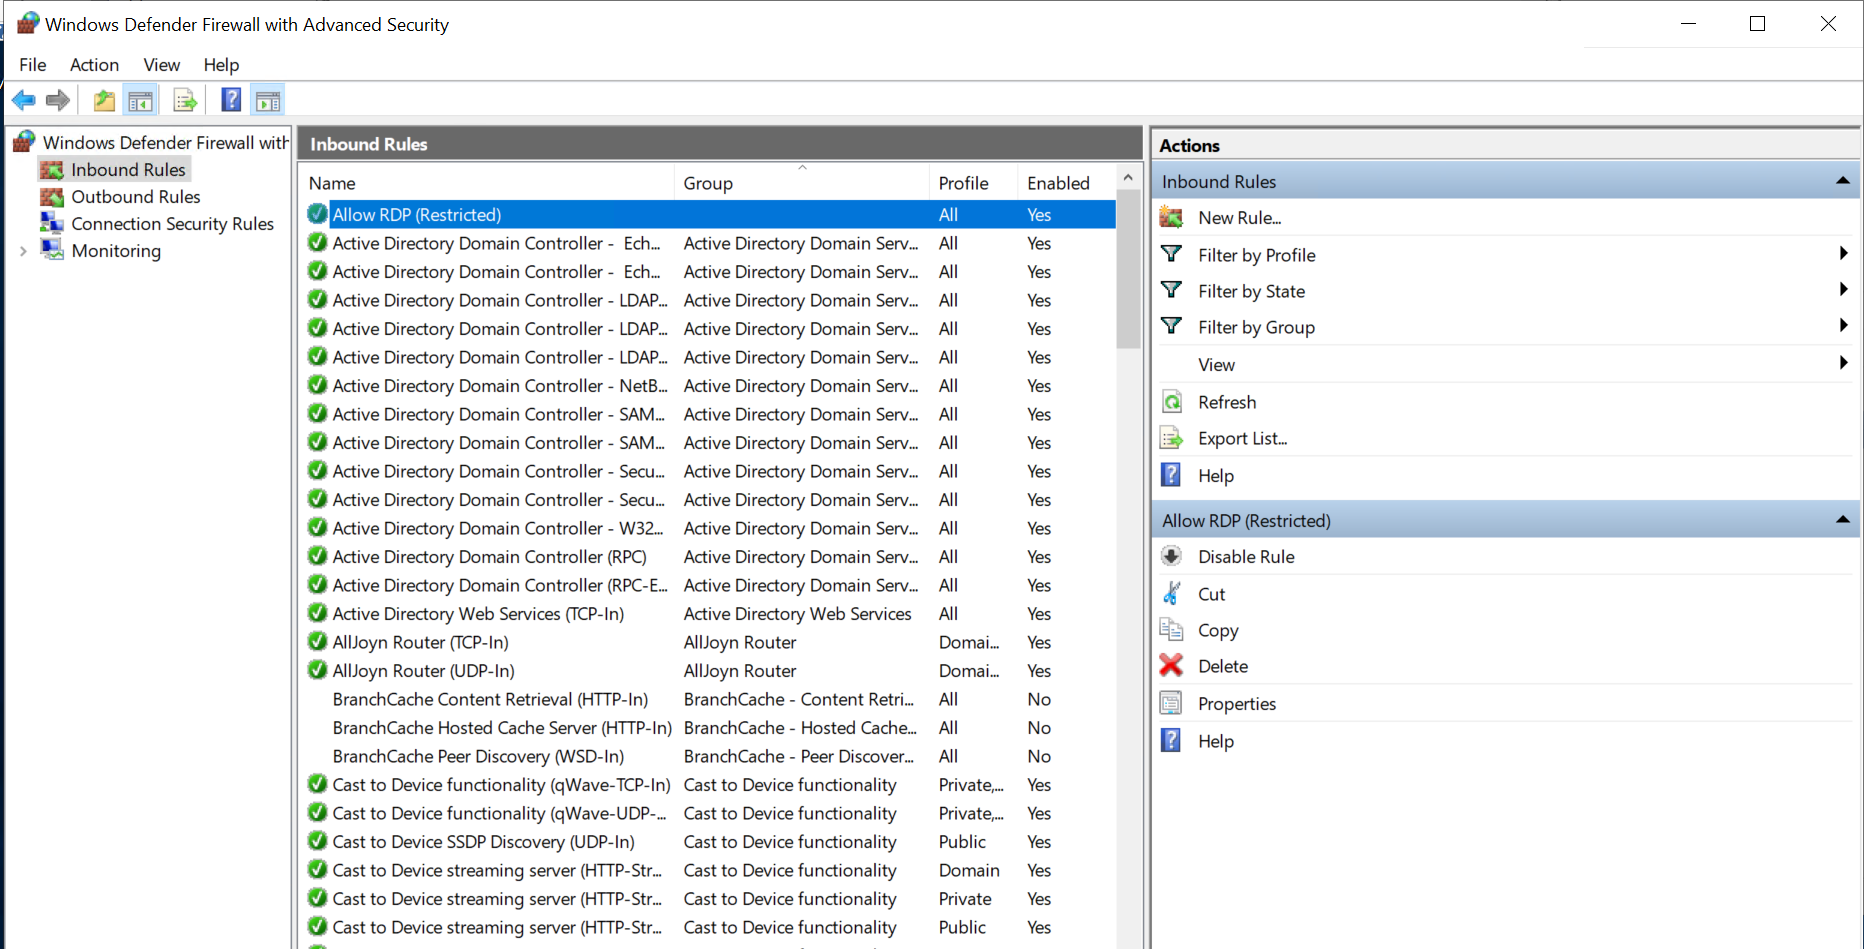 Windows Defender Firewall with Advanced Security
File Action View Help
Windows Defender Firewall with
Inbound Rules
Outbound Rules
Connection Security Rules
Monitoring
Inbound Rules
Name Group Profile Enabled
Allow RDP (Restricted) All Yes
Active Directory Domain Controller - Ech... Active Directory Domain Serv... All Yes
Active Directory Domain Controller - Ech... Active Directory Domain Serv... All Yes
Active Directory Domain Controller - LDAP... Active Directory Domain Serv... All Yes
Active Directory Domain Controller - LDAP... Active Directory Domain Serv... All Yes
Active Directory Domain Controller - LDAP... Active Directory Domain Serv... All Yes
Active Directory Domain Controller - NetB... Active Directory Domain Serv... All Yes
Active Directory Domain Controller - SAM... Active Directory Domain Serv... All Yes
Active Directory Domain Controller - SAM... Active Directory Domain Serv... All Yes
Active Directory Domain Controller - Secu... Active Directory Domain Serv... All Yes
Active Directory Domain Controller - Secu... Active Directory Domain Serv... All Yes
Active Directory Domain Controller - W32... Active Directory Domain Serv... All Yes
Active Directory Domain Controller (RPC) Active Directory Domain Serv... All Yes
Active Directory Domain Controller (RPC-E... Active Directory Domain Serv... All Yes
Active Directory Web Services (TCP-In) Active Directory Web Services All Yes
AllJoyn Router (TCP-In) AllJoyn Router Domai... Yes
AllJoyn Router (UDP-In) AllJoyn Router Domai... Yes
BranchCache Content Retrieval (HTTP-In) BranchCache - Content Retri... All No
BranchCache Hosted Cache Server (HTTP-In) BranchCache - Hosted Cache... All No
BranchCache Peer Discovery (WSD-In) BranchCache - Peer Discover... All No
Cast to Device functionality (qWave-TCP-In) Cast to Device functionality Private,... Yes
Cast to Device functionality (qWave-UDP-... Cast to Device functionality Private,... Yes
Cast to Device SSDP Discovery (UDP-In) Cast to Device functionality Public Yes
Cast to Device streaming server (HTTP-Str... Cast to Device functionality Domain Yes
Cast to Device streaming server (HTTP-Str... Cast to Device functionality Private Yes
Cast to Device streaming server (HTTP-Str... Cast to Device functionality Public Yes
Actions
Inbound Rules
New Rule...
Filter by Profile
Filter by State
Filter by Group
View
Refresh
Export List...
Help
Allow RDP (Restricted)
Disable Rule
Cut
Copy
Delete
Properties
Help